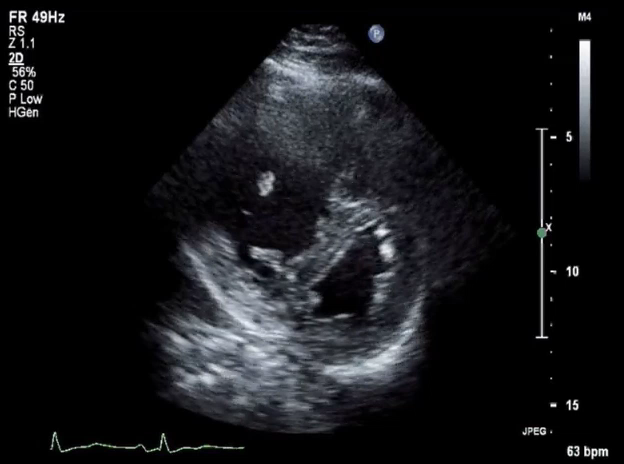 FR 49Hz
RS
Z 1.1
2D
56%
C 50
P Low
HGen
P
M4
5
X
10
15
JPEG
63 bpm